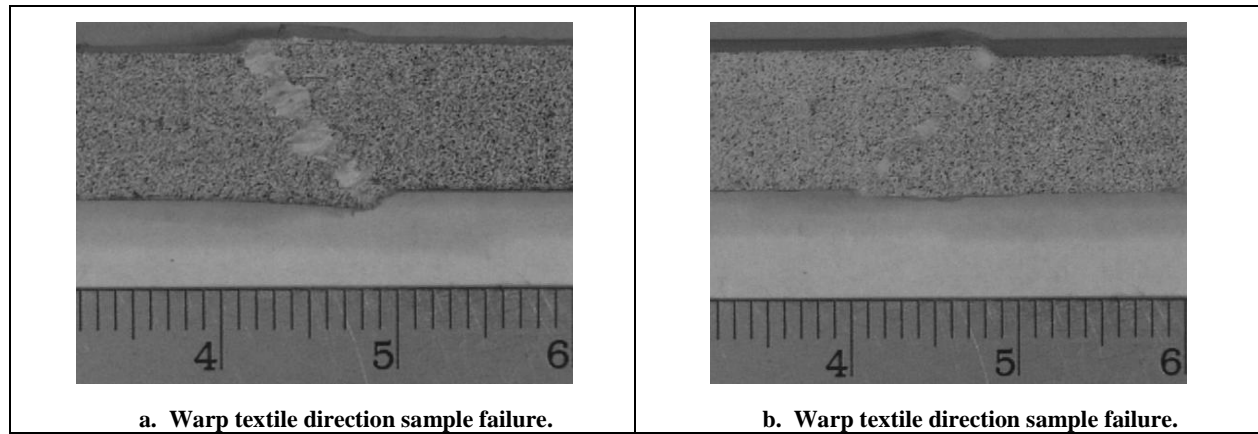 4 5 6
a. Warp textile direction sample failure.
4 5 6
b. Warp textile direction sample failure.